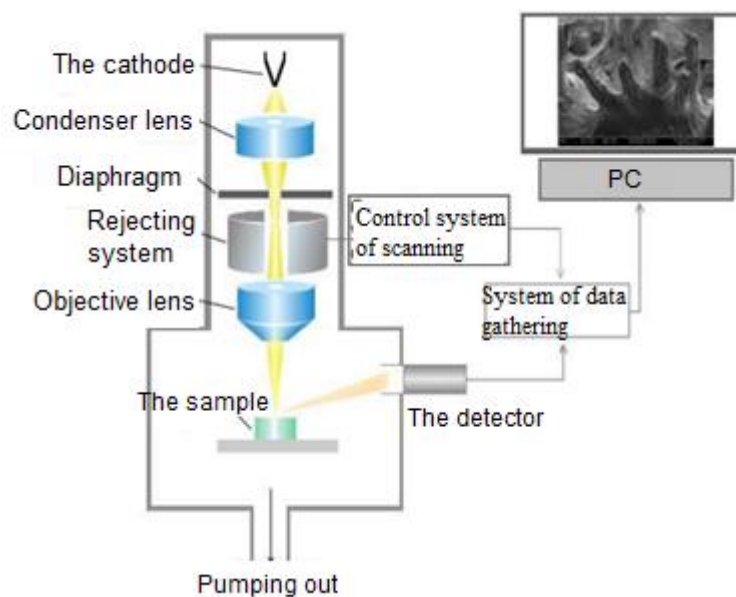 The cathode
Condenser lens
Diaphragm
Rejecting
system
Objective lens
The sample
Pumping out
Control system
of scanning
System of data
gathering
The detector
PC